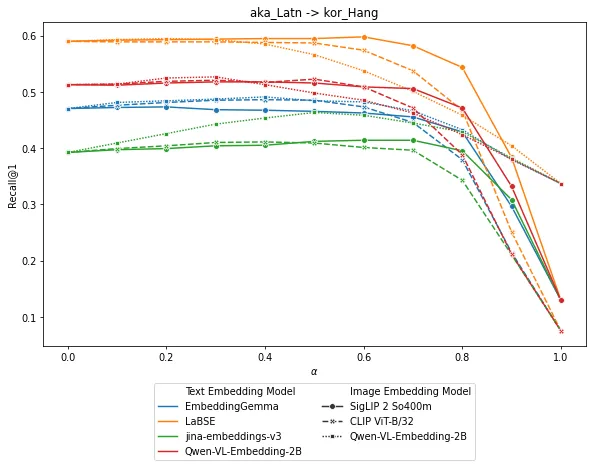 aka_Latn -> kor_Hang
0.6
0.5
0.4
0.3
0.2
0.1
Recall@1
0.0
0.2
0.4
0.6
0.8
1.0
α
Text Embedding Model
EmbeddingGemma
LaBSE
jina-embeddings-v3
Qwen-VL-Embedding-2B
Image Embedding Model
SigLIP 2 So400m
CLIP ViT-B/32
Qwen-VL-Embedding-2B